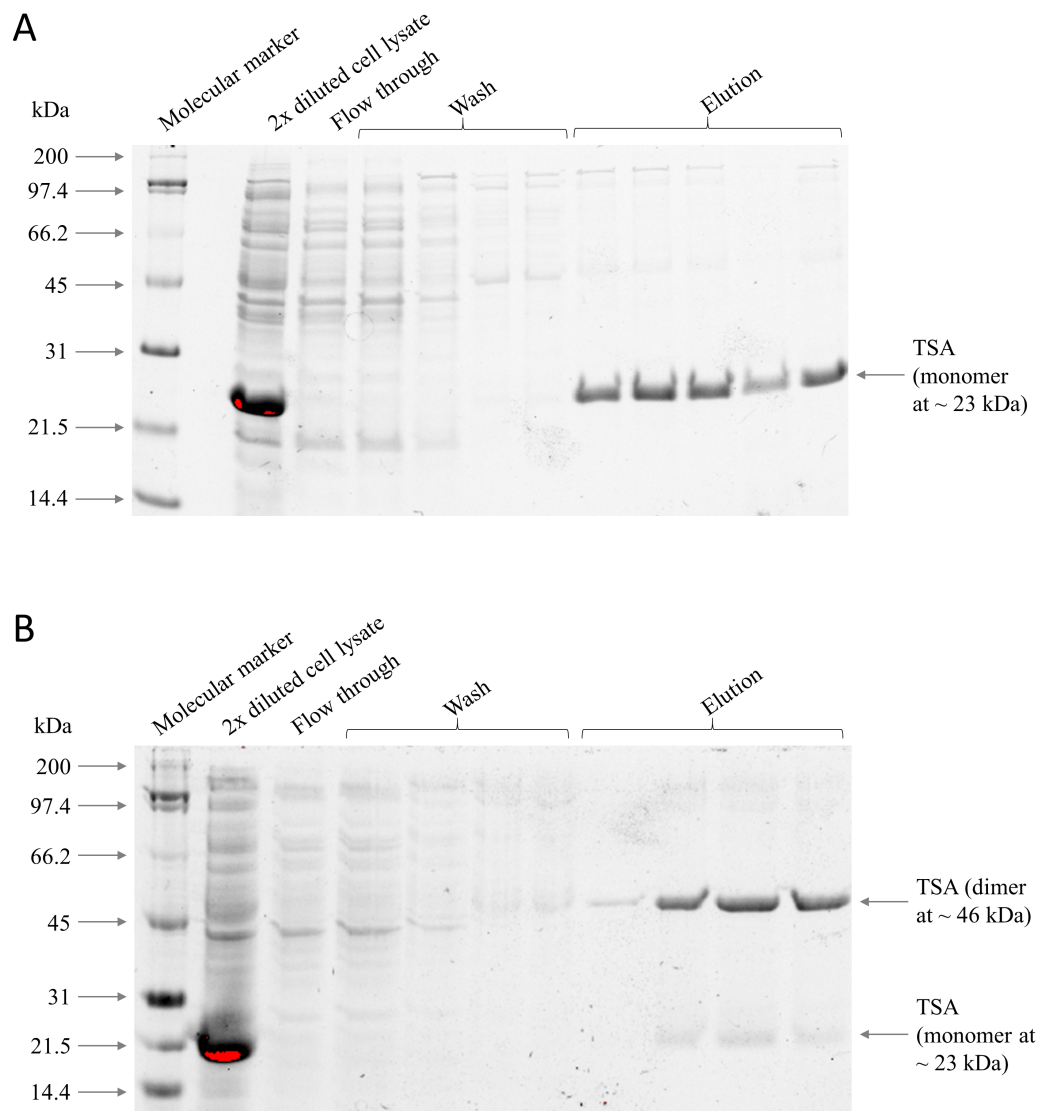 A
Molecular marker
2x diluted cell lysate
Flow through
Wash
Elution
kDa
200
97.4
66.2
45
31
21.5
14.4
TSA
(monomer
at ~ 23 kDa)
B
Molecular marker
2x diluted cell lysate
Flow through
Wash
Elution
kDa
200
97.4
66.2
45
31
21.5
14.4
TSA (dimer
at ~ 46 kDa)
TSA
(monomer at
~ 23 kDa)